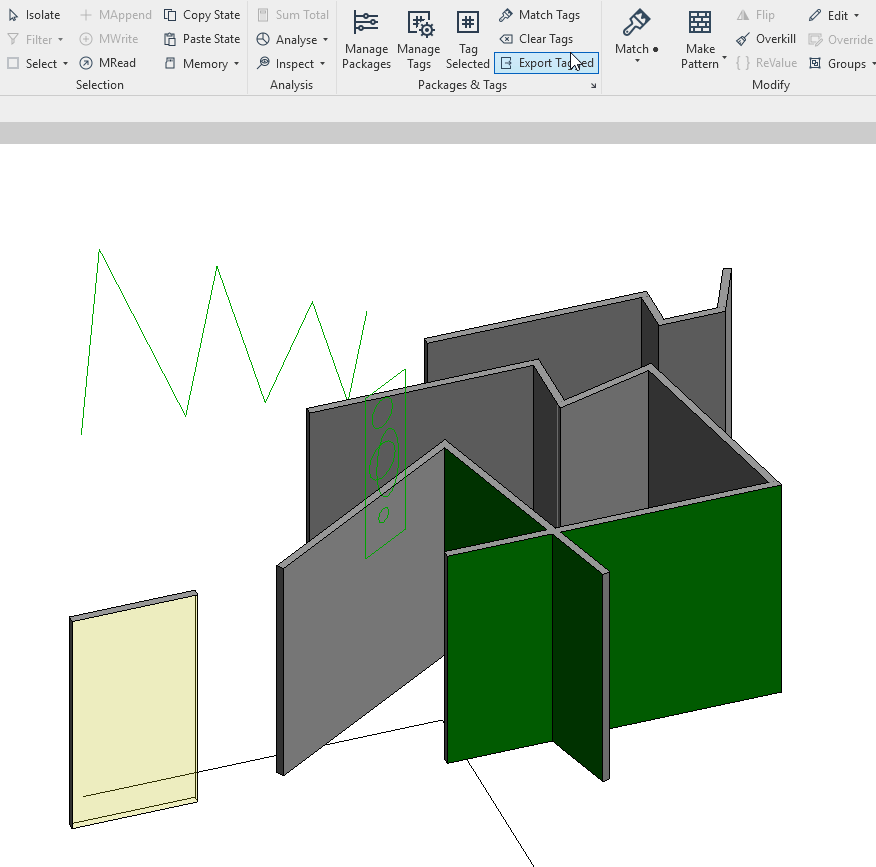 Isolate
MAppend
Copy State
Filter
MWrite
Paste State
Select
MRead
Memory
Selection
Sum Total
Analyse
Inspect
Analysis
Manage
Packages
Manage
Tags
Tag
Selected
Match Tags
Clear Tags
Export Tagged
Packages & Tags
Match
Make
Pattern
Flip
Overkill
ReValue
Edit
Override
Groups
Modify